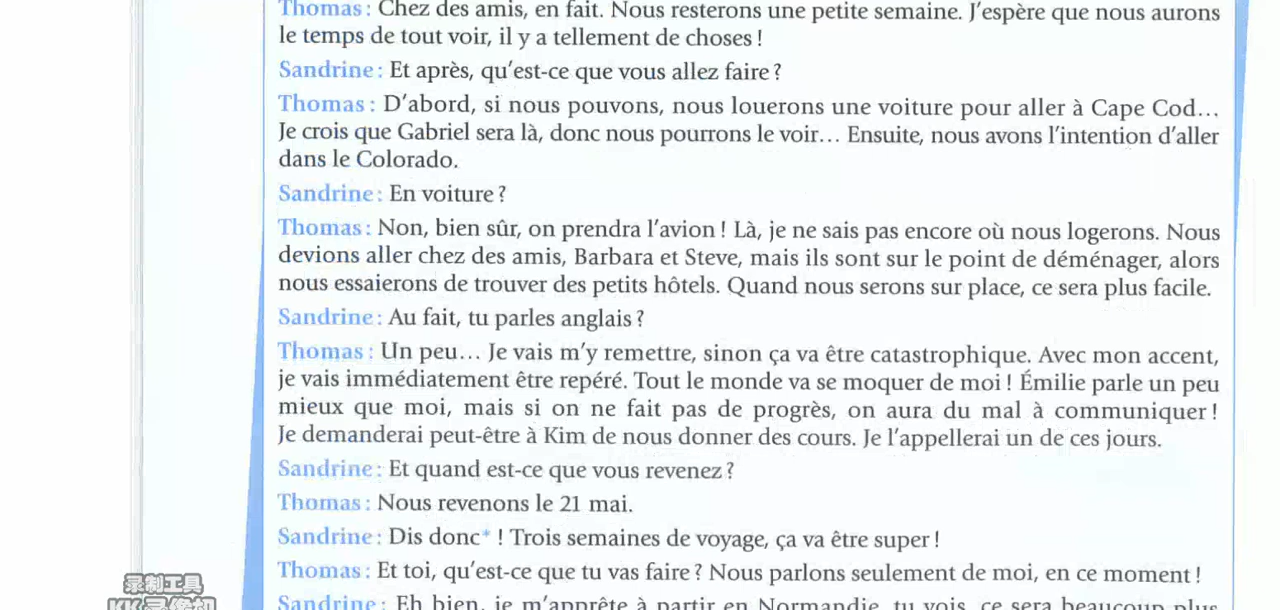 Thomas : Chez des amis, en fait. Nous resterons une petite semaine. J'espère que nous aurons
le temps de tout voir, il y a tellement de choses !
Sandrine : Et après, qu'est-ce que vous allez faire ?
Thomas : D'abord, si nous pouvons, nous louerons une voiture pour aller à Cape Cod…
Je crois que Gabriel sera là, donc nous pourrons le voir… Ensuite, nous avons l'intention d'aller
dans le Colorado.
Sandrine : En voiture ?
Thomas : Non, bien sûr, on prendra l'avion ! Là, je ne sais pas encore où nous logerons. Nous
devions aller chez des amis, Barbara et Steve, mais ils sont sur le point de déménager, alors
nous essaierons de trouver des petits hôtels. Quand nous serons sur place, ce sera plus facile.
Sandrine : Au fait, tu parles anglais ?
Thomas : Un peu… Je vais m'y remettre, sinon ça va être catastrophique. Avec mon accent,
je vais immédiatement être repéré. Tout le monde va se moquer de moi ! Émilie parle un peu
mieux que moi, mais si on ne fait pas de progrès, on aura du mal à communiquer !
Je demanderai peut-être à Kim de nous donner des cours. Je l'appellerai un de ces jours.
Sandrine : Et quand est-ce que vous revenez ?
Thomas : Nous revenons le 21 mai.
Sandrine : Dis donc* ! Trois semaines de voyage, ça va être super !
Thomas : Et toi, qu'est-ce que tu vas faire ? Nous parlons seulement de moi, en ce moment !
录制工具
KK录像机
Sandrine : Eh bien, je m'apprête à partir en Normandie, tu vois, ce sera beaucoup plus